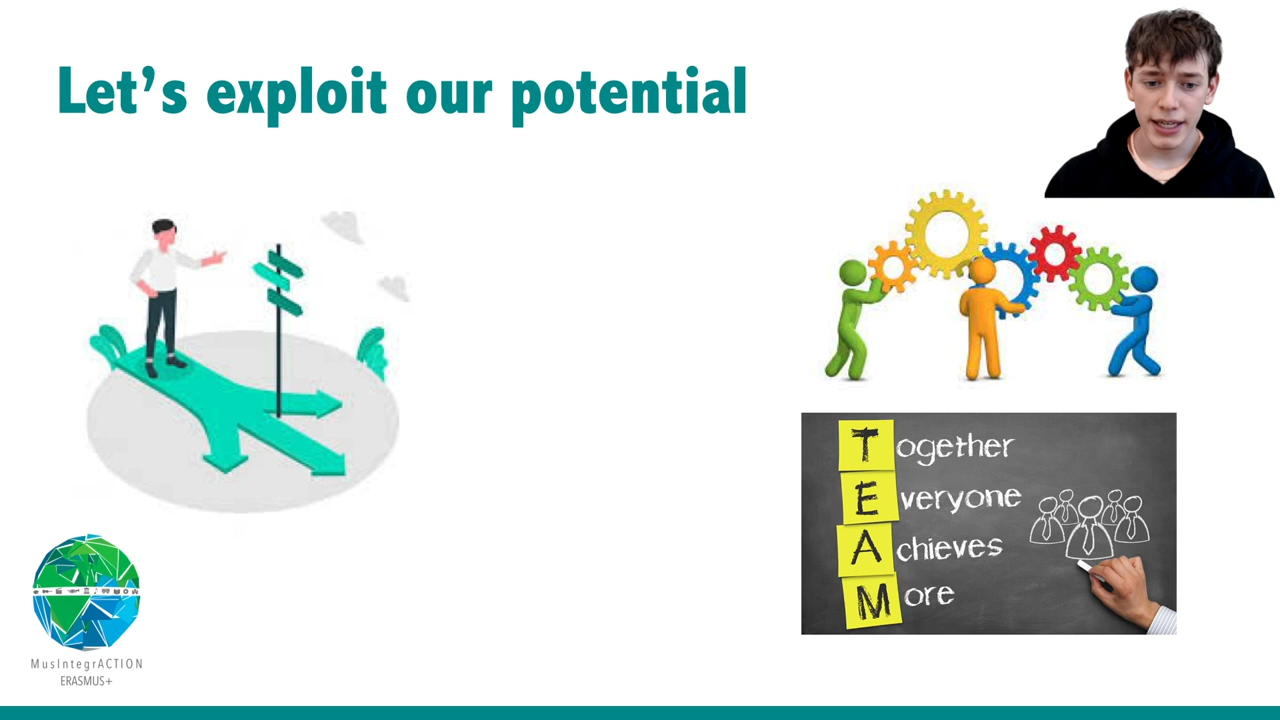 Let’s exploit our potential
Together
Everyone
Achieves
More
MusIntegrACTION
ERASMUS+